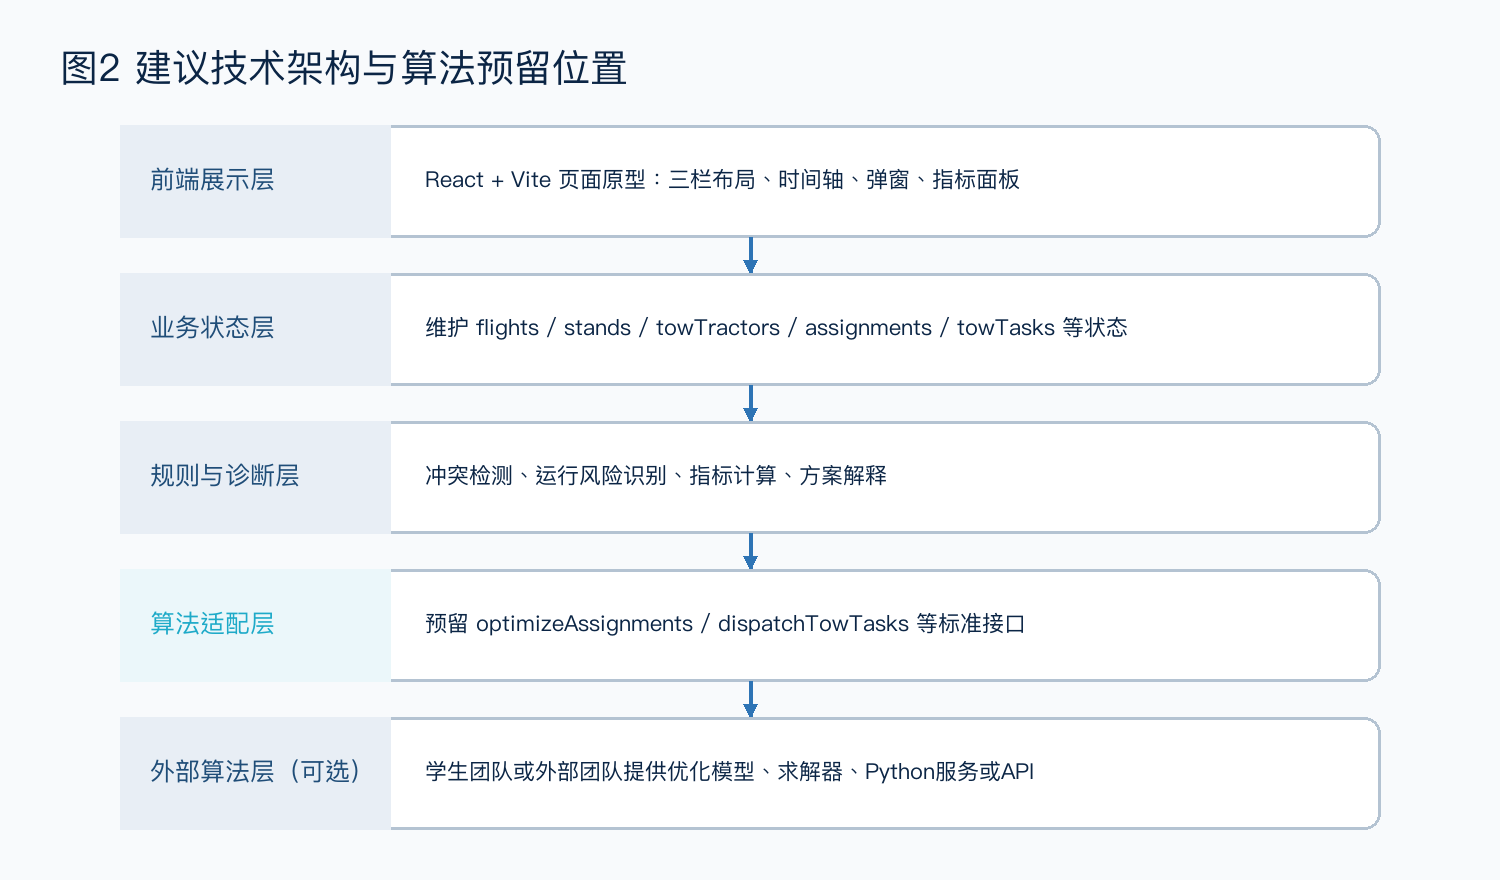 图2 建议技术架构与算法预留位置
前端展示层
React + Vite 页面原型：三栏布局、时间轴、弹窗、指标面板
业务状态层
维护 flights / stands / towTractors / assignments / towTasks 等状态
规则与诊断层
冲突检测、运行风险识别、指标计算、方案解释
算法适配层
预留 optimizeAssignments / dispatchTowTasks 等标准接口
外部算法层（可选）
学生团队或外部团队提供优化模型、求解器、Python服务或API